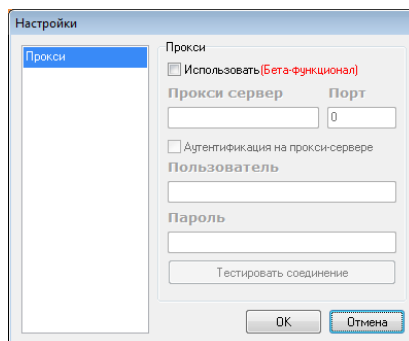 Настройки
Прокси
Прокси
Использовать(Бета-функционал)
Прокси сервер Порт
0
Аутентификация на прокси-сервере
Пользователь
Пароль
Тестировать соединение
OK Отмена